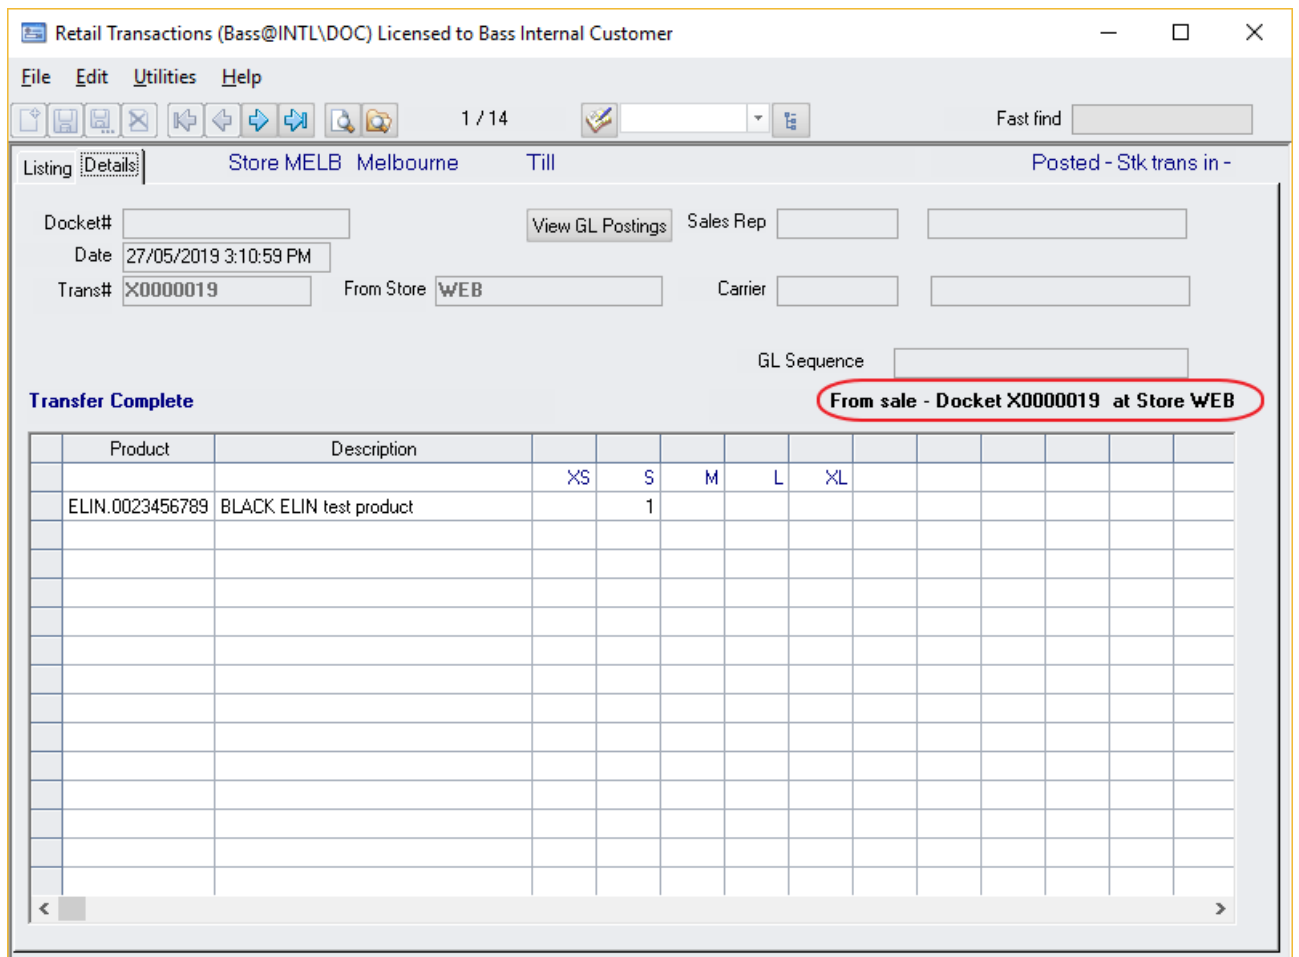 Retail Transactions (Bass@INTL\DOC) Licensed to Bass Internal Customer
File Edit Utilities Help
1 / 14 Fast find
Listing Details Store MELB Melbourne Till Posted - Stk trans in -
Docket# View GL Postings Sales Rep
Date 27/05/2019 3:10:59 PM
Trans# X0000019 From Store WEB Carrier
GL Sequence
Transfer Complete From sale - Docket X0000019 at Store WEB
Product Description
XS S M L XL
ELIN.0023456789 BLACK ELIN test product 1